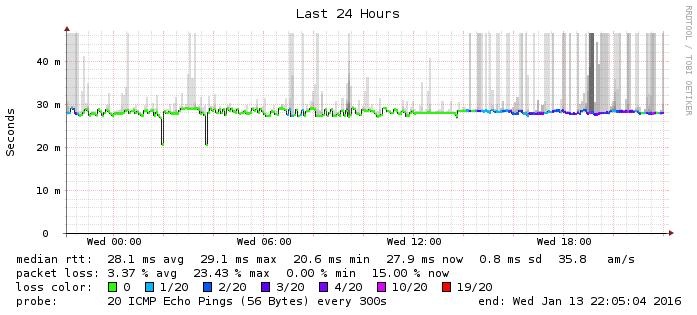 Last 24 Hours
RRDTOOL / TOBI OETIKER
Seconds
40 m
30 m
20 m
10 m
0
Wed 00:00 Wed 06:00 Wed 12:00 Wed 18:00
median rtt: 28.1 ms avg 29.1 ms max 20.6 ms min 27.9 ms now 0.8 ms sd 35.8 am/s
packet loss: 3.37 % avg 23.43 % max 0.00 % min 15.00 % now
loss color: 0 1/20 2/20 3/20 4/20 10/20 19/20
probe: 20 ICMP Echo Pings (56 Bytes) every 300s end: Wed Jan 13 22:05:04 2016